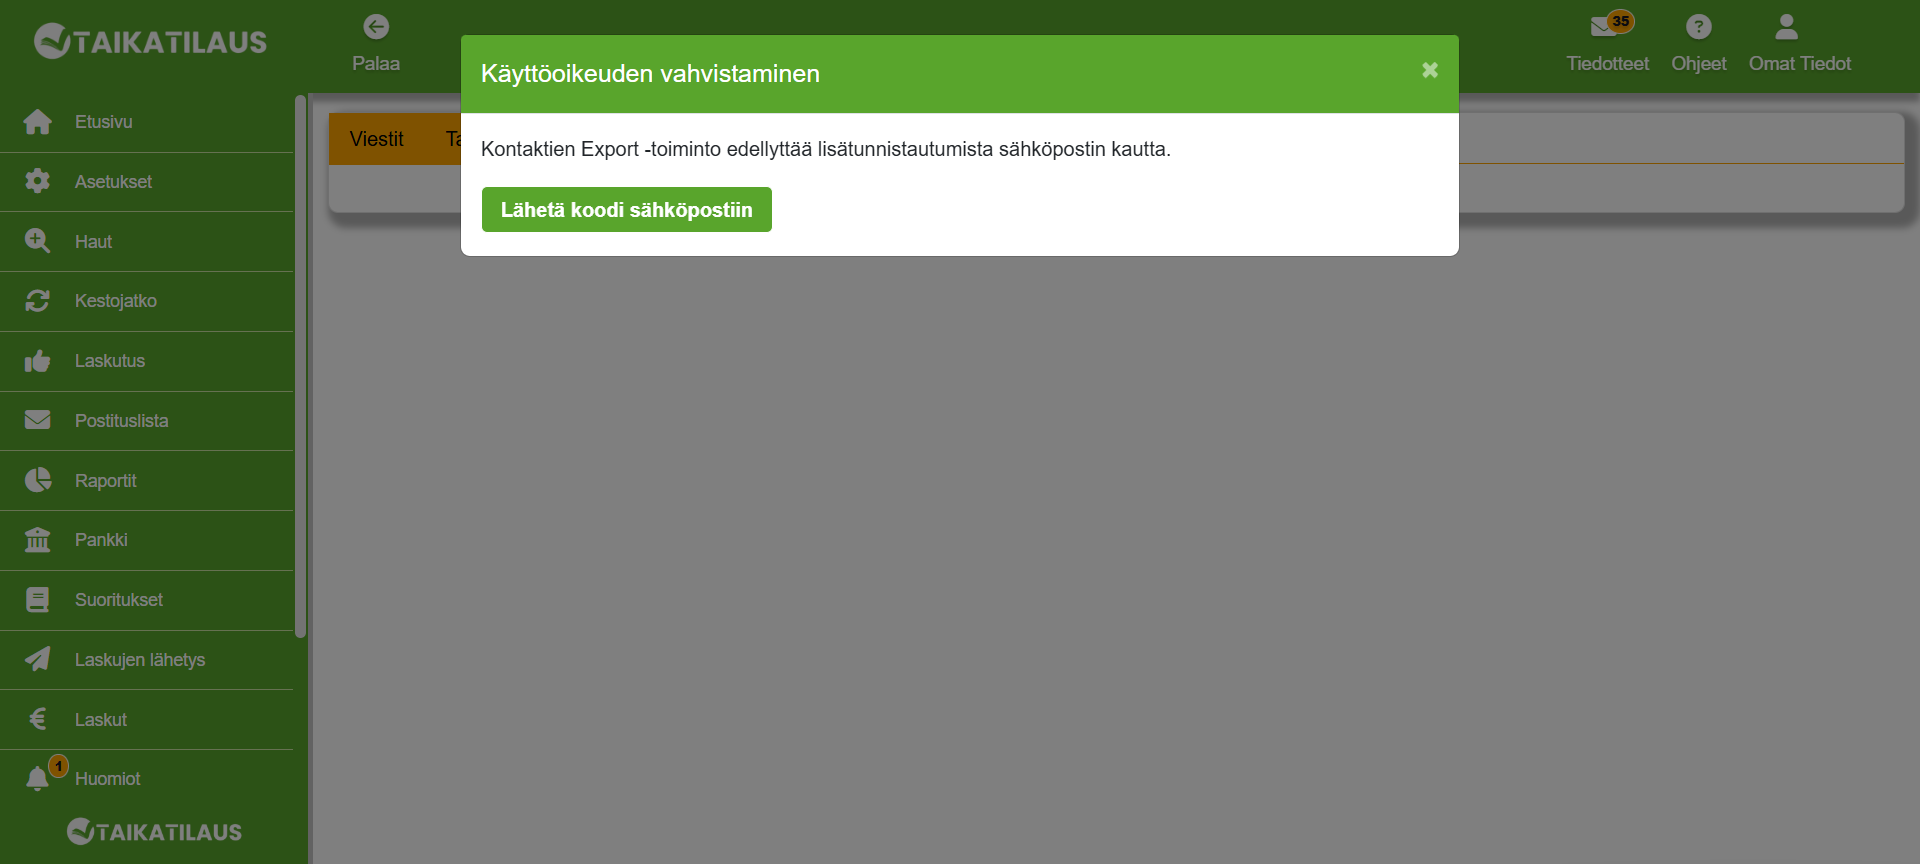 TAIKATILAUS
Palaa
35
Tiedotteet
Ohjeet
Omat Tiedot
Käyttöoikeuden vahvistaminen
Kontaktien Export -toiminto edellyttää lisätunnistautumista sähköpostin kautta.
Lähetä koodi sähköpostiin
Viestit
Etusivu
Asetukset
Haut
Kestojatko
Laskutus
Postituslista
Raportit
Pankki
Suoritukset
Laskujen lähetys
Laskut
1
Huomiot
TAIKATILAUS